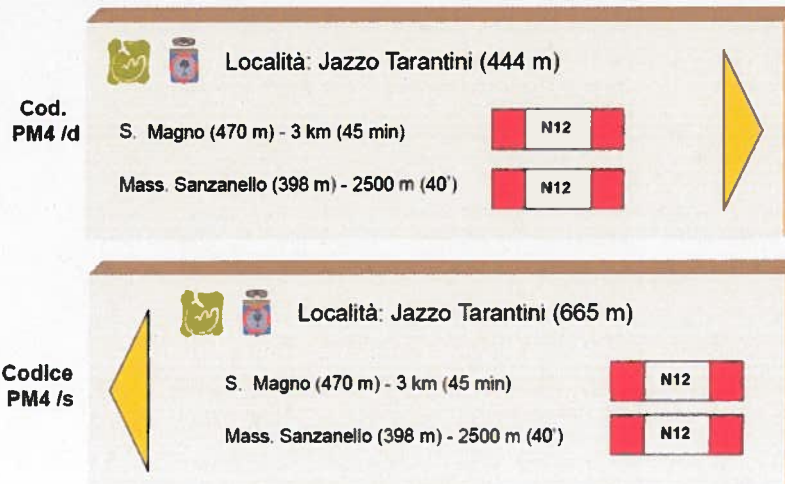 Località: Jazzo Tarantini (444 m)
Cod.
PM4 /d
S. Magno (470 m) - 3 km (45 min)
N12
Mass. Sanzanello (398 m) - 2500 m (40')
N12
Località: Jazzo Tarantini (665 m)
Codice
PM4 /s
S. Magno (470 m) - 3 km (45 min)
N12
Mass. Sanzanello (398 m) - 2500 m (40')
N12